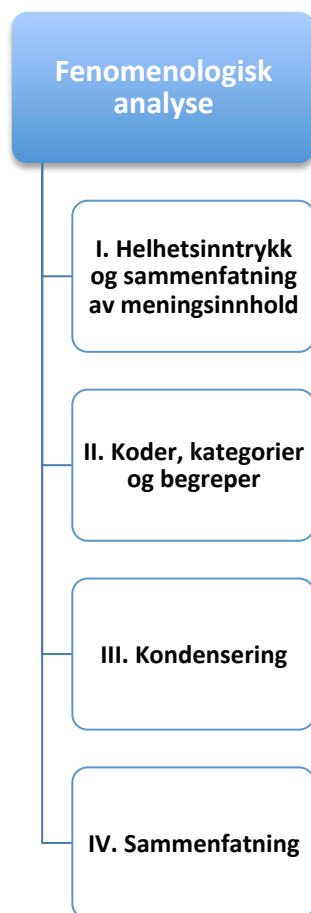 Fenomenologisk
analyse
I. Helhetsinntrykk
og sammenfatning
av meningsinnhold
II. Koder, kategorier
og begreper
III. Kondensering
IV. Sammenfatning